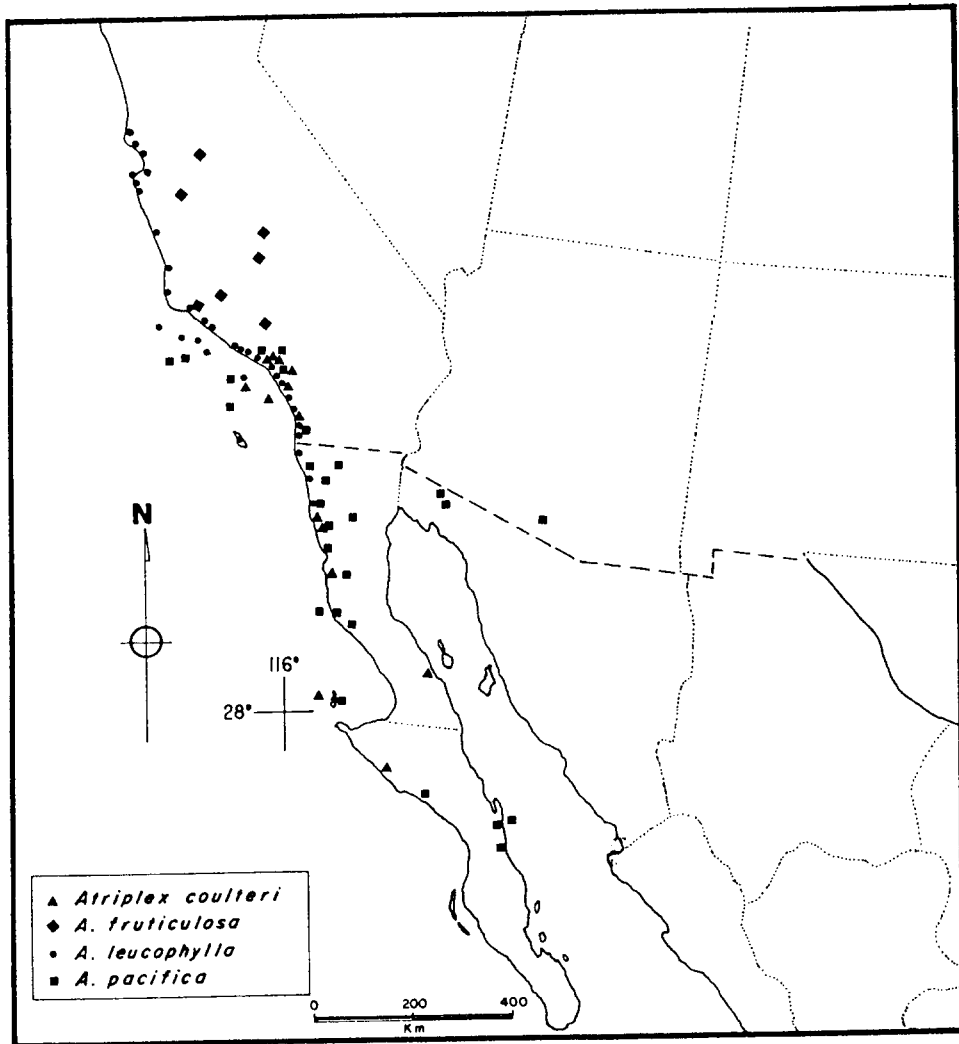 N
116°
28°
Atriplex coulteri
A. fruticulosa
A. leucophylla
A. pacifica
0 200 400
Km